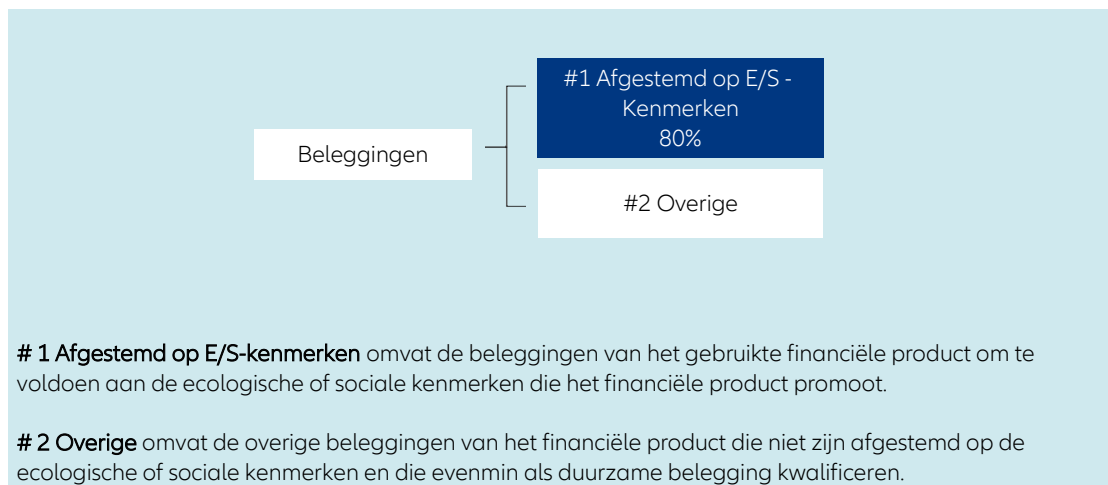 #1 Afgestemd op E/S -
Kenmerken
80%
Beleggingen
#2 Overige
# 1 Afgestemd op E/S-kenmerken omvat de beleggingen van het gebruikte financiële product om te
voldoen aan de ecologische of sociale kenmerken die het financiële product promoot.
# 2 Overige omvat de overige beleggingen van het financiële product die niet zijn afgestemd op de
ecologische of sociale kenmerken en die evenmin als duurzame belegging kwalificeren.